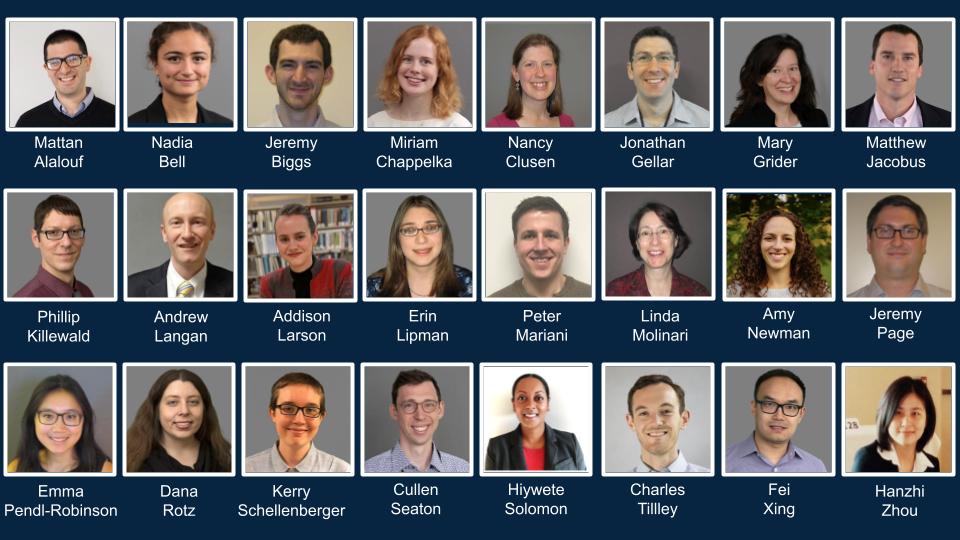 Mattan Nadia Jeremy Miriam Nancy Jonathan Mary Matthew
Alalouf Bell Biggs Chappelka Clusen Gellar Grider Jacobus
Phillip Andrew Addison Erin Peter Linda Amy Jeremy
Killewald Langan Larson Lipman Mariani Molinari Newman Page
Emma Dana Kerry Cullen Hiywete Charles Fei Hanzhi
Pendl-Robinson Rotz Schellenberger Seaton Solomon Tillley Xing Zhou